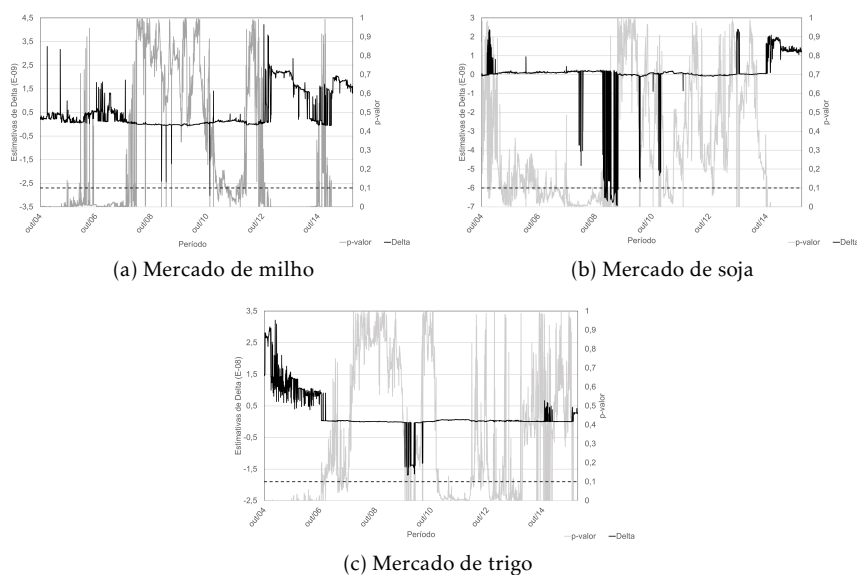 4,5
3,5
2,5
1,5
0,5
-0,5
-1,5
-2,5
-3,5
Estimativas de Delta (E-09)
1
0,9
0,8
0,7
0,6
0,5
0,4
0,3
0,2
0,1
0
p-valor
out/04
out/06
out/08
out/10
out/12
out/14
Período
p-valor
Delta
(a) Mercado de milho
3
2
1
0
-1
-2
-3
-4
-5
-6
-7
Estimativas de Delta (E-09)
1
0,9
0,8
0,7
0,6
0,5
0,4
0,3
0,2
0,1
0
p-valor
out/04
out/06
out/08
out/10
out/12
out/14
Período
p-valor
Delta
(b) Mercado de soja
3,5
2,5
1,5
0,5
-0,5
-1,5
-2,5
Estimativas de Delta (E-08)
1
0,9
0,8
0,7
0,6
0,5
0,4
0,3
0,2
0,1
0
p-valor
out/04
out/06
out/08
out/10
out/12
out/14
Período
p-valor
Delta
(c) Mercado de trigo